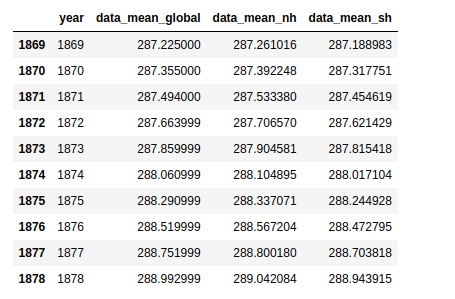 year data_mean_global data_mean_nh data_mean_sh
1869 1869 287.225000 287.261016 287.188983
1870 1870 287.355000 287.392248 287.317751
1871 1871 287.494000 287.533380 287.454619
1872 1872 287.663999 287.706570 287.621429
1873 1873 287.859999 287.904581 287.815418
1874 1874 288.060999 288.104895 288.017104
1875 1875 288.290999 288.337071 288.244928
1876 1876 288.519999 288.567204 288.472795
1877 1877 288.751999 288.800180 288.703818
1878 1878 288.992999 289.042084 288.943915